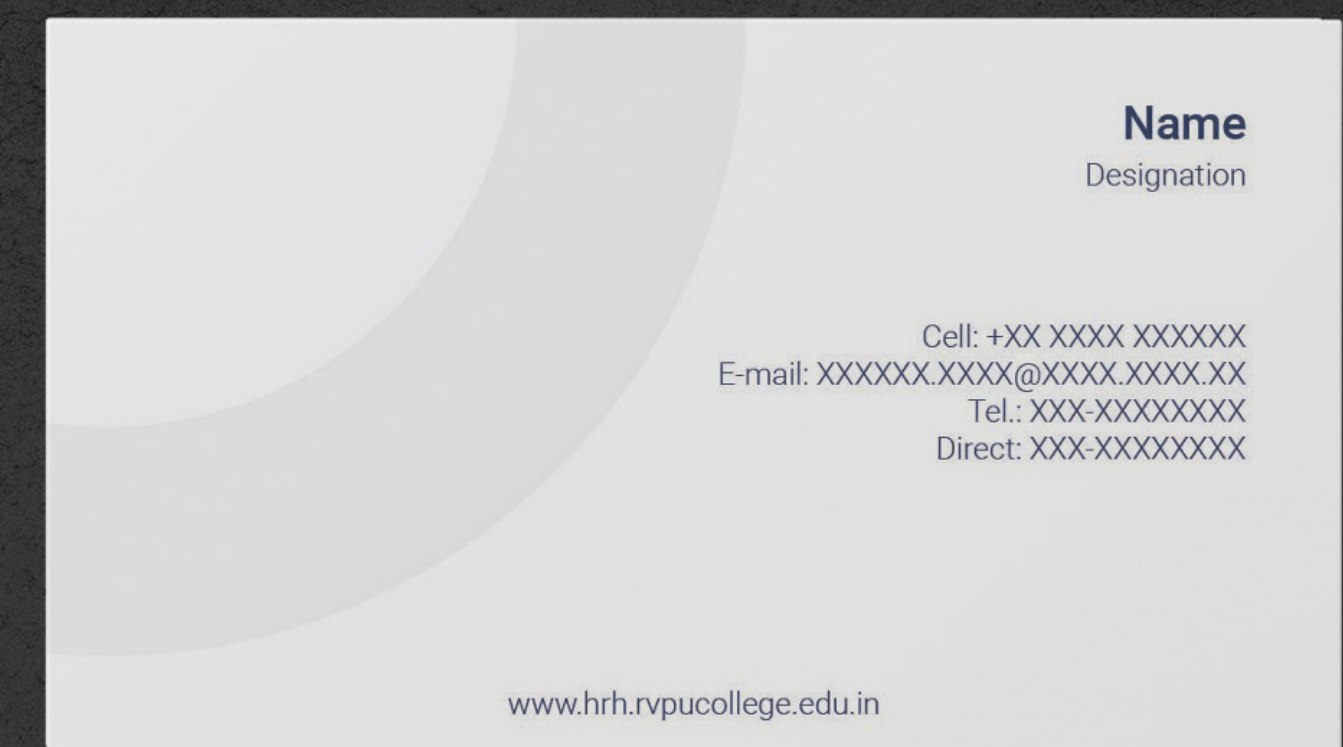 Name
Designation
Cell: +XX XXXX XXXXXX
E-mail: XXXXXX.XXXX@XXXX.XXXX.XX
Tel.: XXX-XXXXXXXX
Direct: XXX-XXXXXXXX
www.hrh.rvpucollege.edu.in